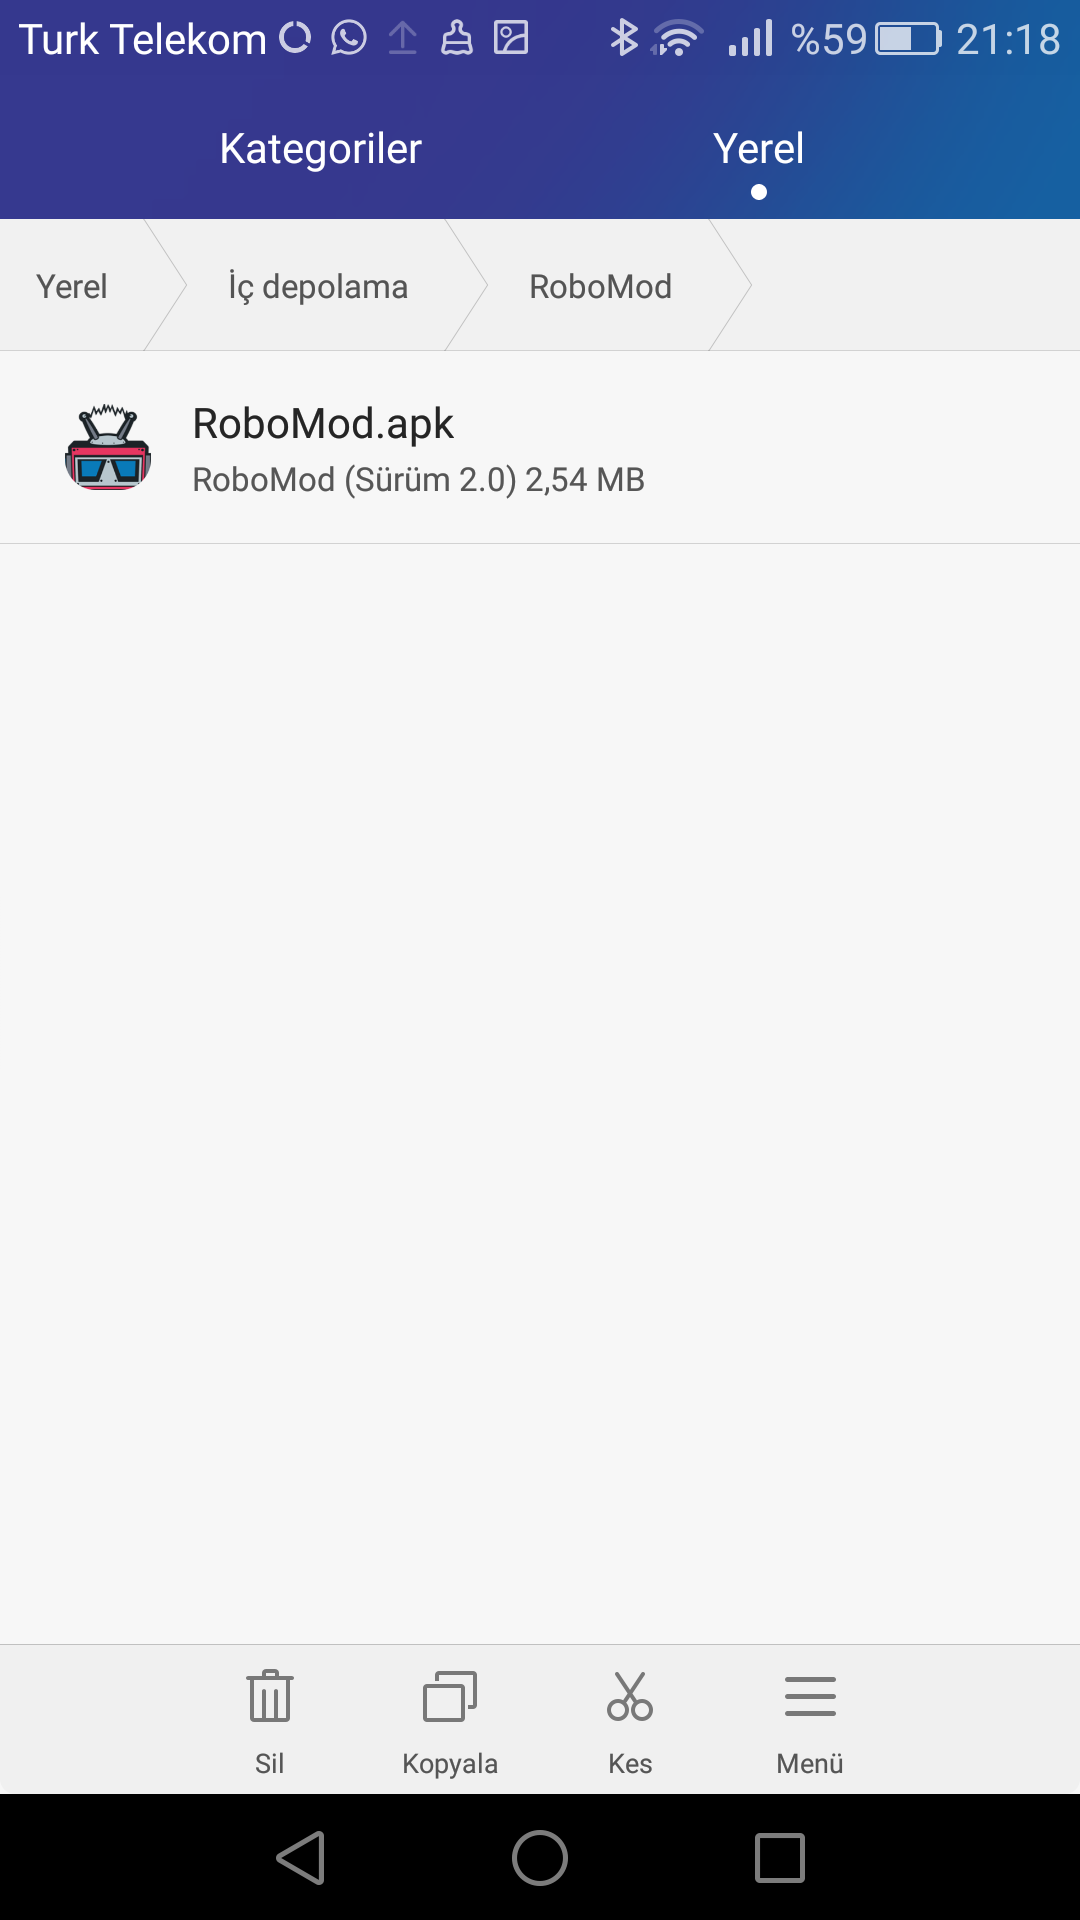 Turk Telekom %59 21:18
Kategoriler Yerel
Yerel İç depolama RoboMod
RoboMod.apk
RoboMod (Sürüm 2.0) 2,54 MB
Sil Kopyala Kes Menü